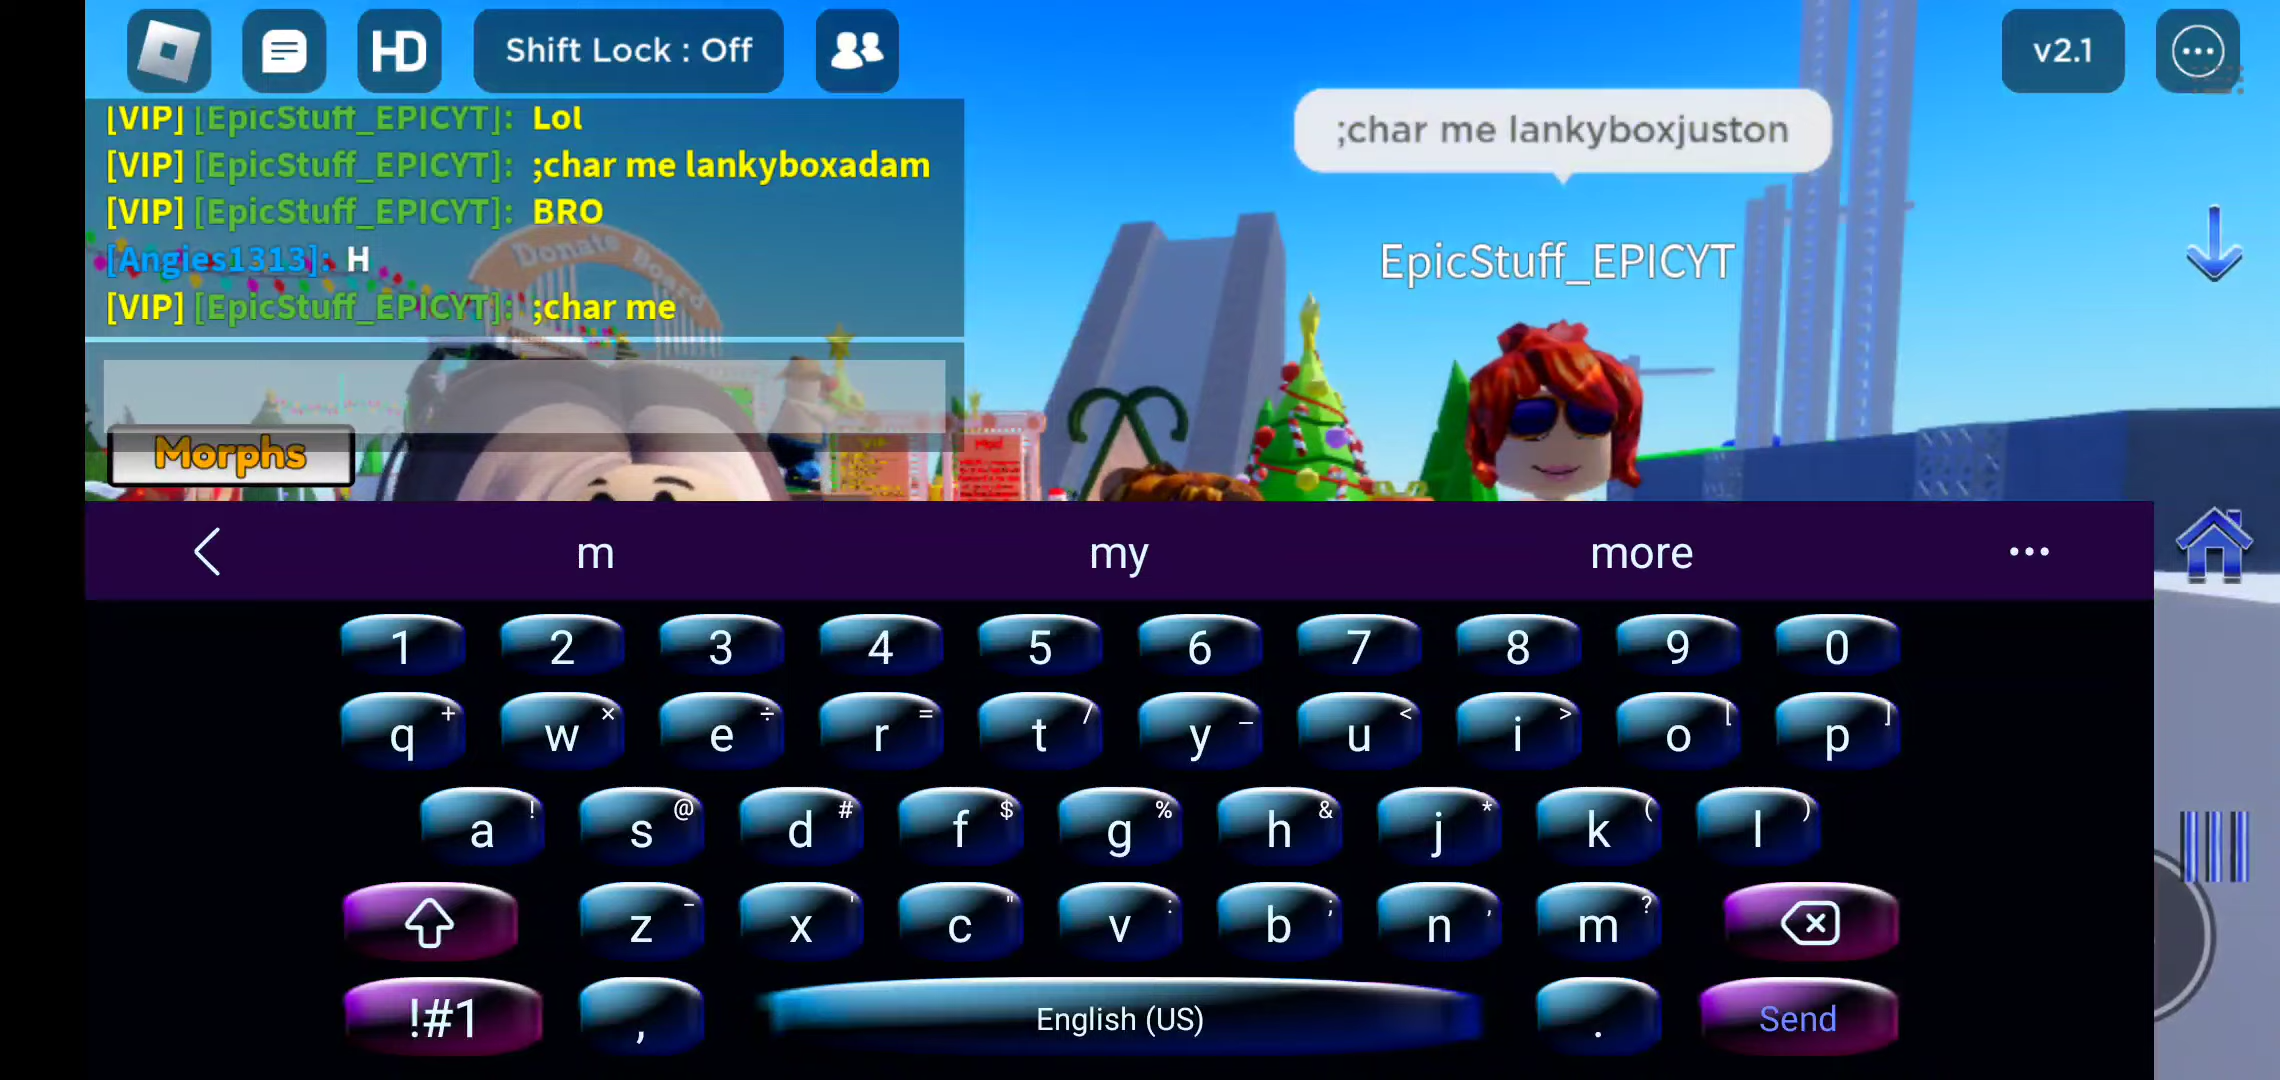 HD
Shift Lock : Off
v2.1
[VIP] [EpicStuff_EPICYT]: Lol
[VIP] [EpicStuff_EPICYT]: ;char me lankyboxadam
[VIP] [EpicStuff_EPICYT]: BRO
[Angies1313]: H
[VIP] [EpicStuff_EPICYT]: ;char me
;char me lankyboxjuston
EpicStuff_EPICYT
Donate Board
Morphs
m my more
1 2 3 4 5 6 7 8 9 0
q + w × e ÷ r = t / y _ u < i > o [ p ]
a ! s @ d # f $ g % h & j * k ( l )
z - x ' c " v : b ; n , m ?
!#1 , English (US) . Send